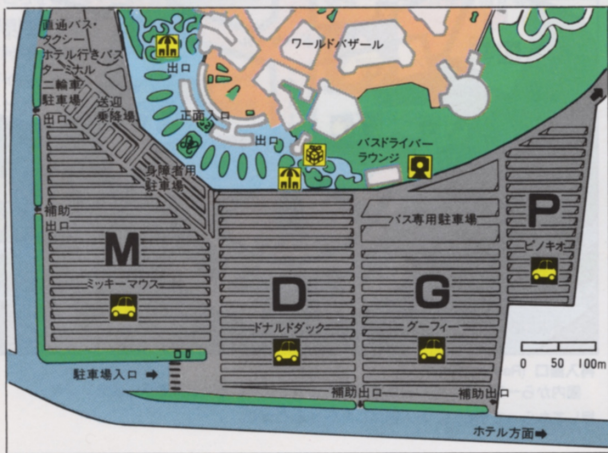 直通バス・
タクシー
ホテル行きバス
ターミナル
二輪車
駐車場
出口
送迎
乗降場
出口
正面入口
出口
ワールドバザール
バスドライバー
ラウンジ
身障者用
駐車場
補助
出口
バス専用駐車場
M
ミッキーマウス
D
ドナルドダック
G
グーフィー
P
ピノキオ
0 50 100m
駐車場入口 →
補助出口
補助出口
ホテル方面→